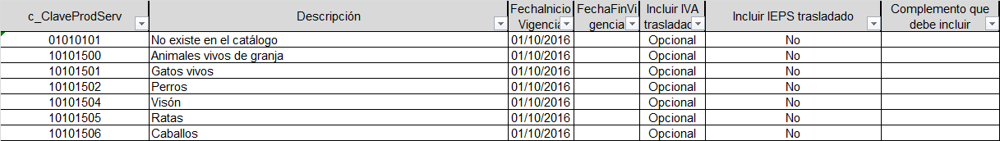 c_ClaveProdServ Descripción FechaInicio Vigencia FechaFinVi gencia Incluir IVA trasladado Incluir IEPS trasladado Complemento que debe incluir
01010101 No existe en el catálogo 01/10/2016 Opcional No
10101500 Animales vivos de granja 01/10/2016 Opcional No
10101501 Gatos vivos 01/10/2016 Opcional No
10101502 Perros 01/10/2016 Opcional No
10101504 Visón 01/10/2016 Opcional No
10101505 Ratas 01/10/2016 Opcional No
10101506 Caballos 01/10/2016 Opcional No